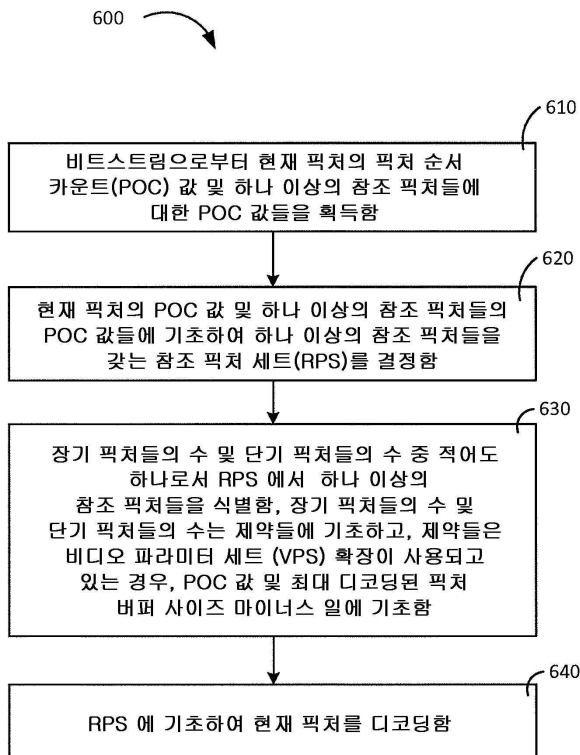 600
610
비트스트림으로부터 현재 픽처의 픽처 순서
카운트(POC) 값 및 하나 이상의 참조 픽처들에
대한 POC 값들을 획득함
620
현재 픽처의 POC 값 및 하나 이상의 참조 픽처들의
POC 값들에 기초하여 하나 이상의 참조 픽처들을
갖는 참조 픽처 세트(RPS)를 결정함
630
장기 픽처들의 수 및 단기 픽처들의 수 중 적어도
하나로서 RPS 에서 하나 이상의
참조 픽처들을 식별함, 장기 픽처들의 수 및
단기 픽처들의 수는 제약들에 기초하고, 제약들은
비디오 파라미터 세트 (VPS) 확장이 사용되고
있는 경우, POC 값 및 최대 디코딩된 픽처
버퍼 사이즈 마이너스 일에 기초함
640
RPS 에 기초하여 현재 픽처를 디코딩함